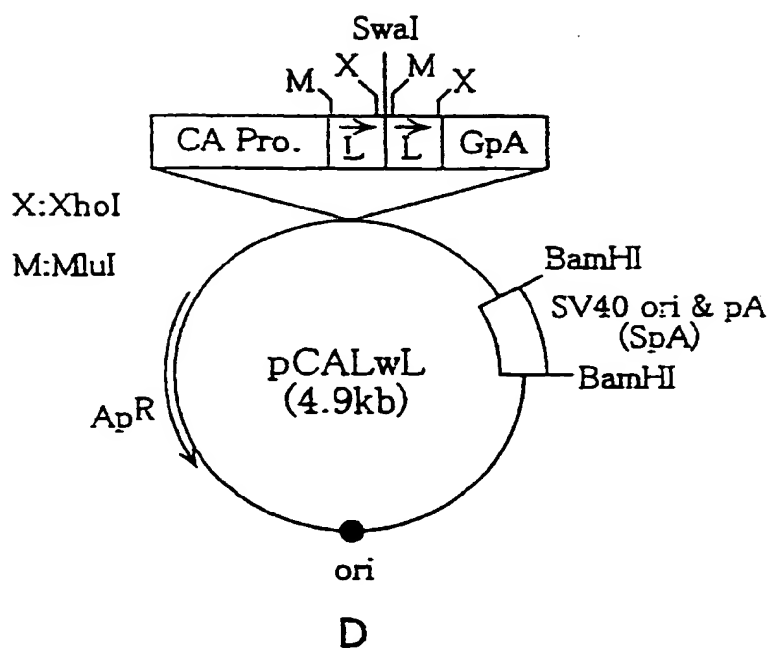 SwaI
M X M X
CA Pro. L L GpA
X:XhoI
M:MluI
BamHI
SV40 ori & pA
(SpA)
BamHI
pCALwL
(4.9kb)
ApR
ori
D